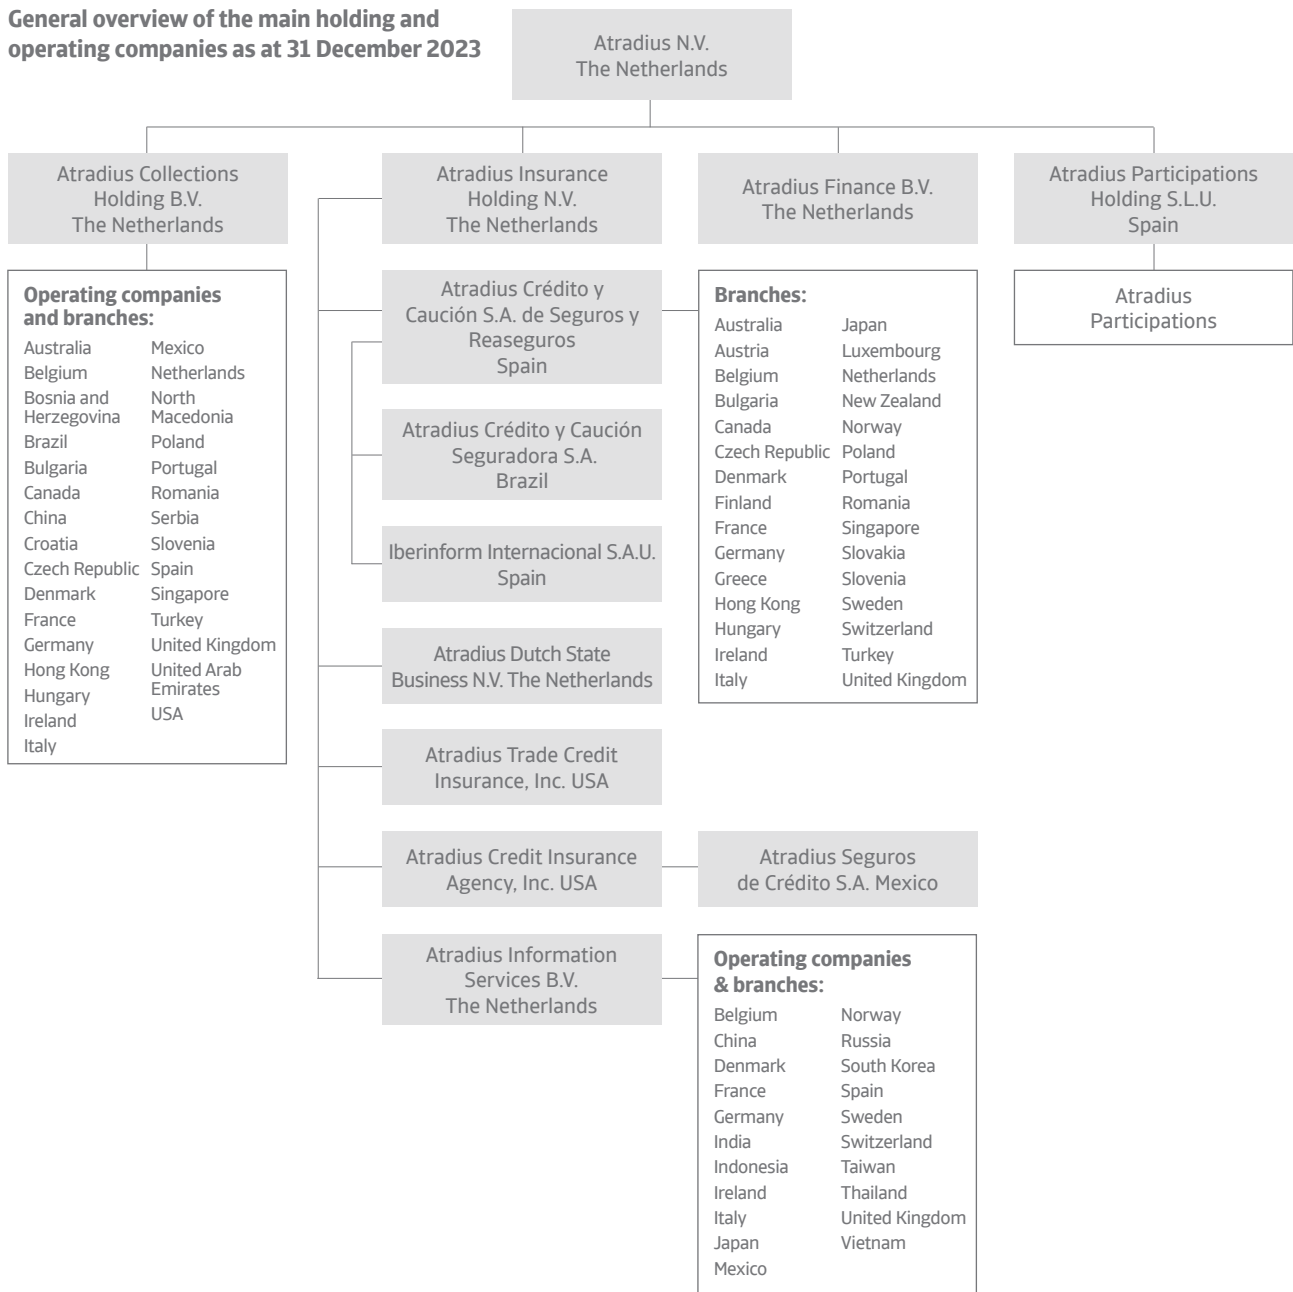 General overview of the main holding and
operating companies as at 31 December 2023
Atradius N.V.
The Netherlands
Atradius Collections
Holding B.V.
The Netherlands
Atradius Insurance
Holding N.V.
The Netherlands
Atradius Finance B.V.
The Netherlands
Atradius Participations
Holding S.L.U.
Spain
Operating companies
and branches:
Australia
Belgium
Bosnia and
Herzegovina
Brazil
Bulgaria
Canada
China
Croatia
Czech Republic
Denmark
France
Germany
Hong Kong
Hungary
Ireland
Italy
Mexico
Netherlands
North
Macedonia
Poland
Portugal
Romania
Serbia
Slovenia
Spain
Singapore
Turkey
United Kingdom
United Arab
Emirates
USA
Atradius Crédito y
Caución S.A. de Seguros y
Reaseguros
Spain
Branches:
Australia
Austria
Belgium
Bulgaria
Canada
Czech Republic
Denmark
Finland
France
Germany
Greece
Hong Kong
Hungary
Ireland
Italy
Japan
Luxembourg
Netherlands
New Zealand
Norway
Poland
Portugal
Romania
Singapore
Slovakia
Slovenia
Sweden
Switzerland
Turkey
United Kingdom
Atradius
Participations
Atradius Crédito y Caución
Seguradora S.A.
Brazil
Iberinform Internacional S.A.U.
Spain
Atradius Dutch State
Business N.V. The Netherlands
Atradius Trade Credit
Insurance, Inc. USA
Atradius Credit Insurance
Agency, Inc. USA
Atradius Seguros
de Crédito S.A. Mexico
Atradius Information
Services B.V.
The Netherlands
Operating companies
& branches:
Belgium
China
Denmark
France
Germany
India
Indonesia
Ireland
Italy
Japan
Mexico
Norway
Russia
South Korea
Spain
Sweden
Switzerland
Taiwan
Thailand
United Kingdom
Vietnam